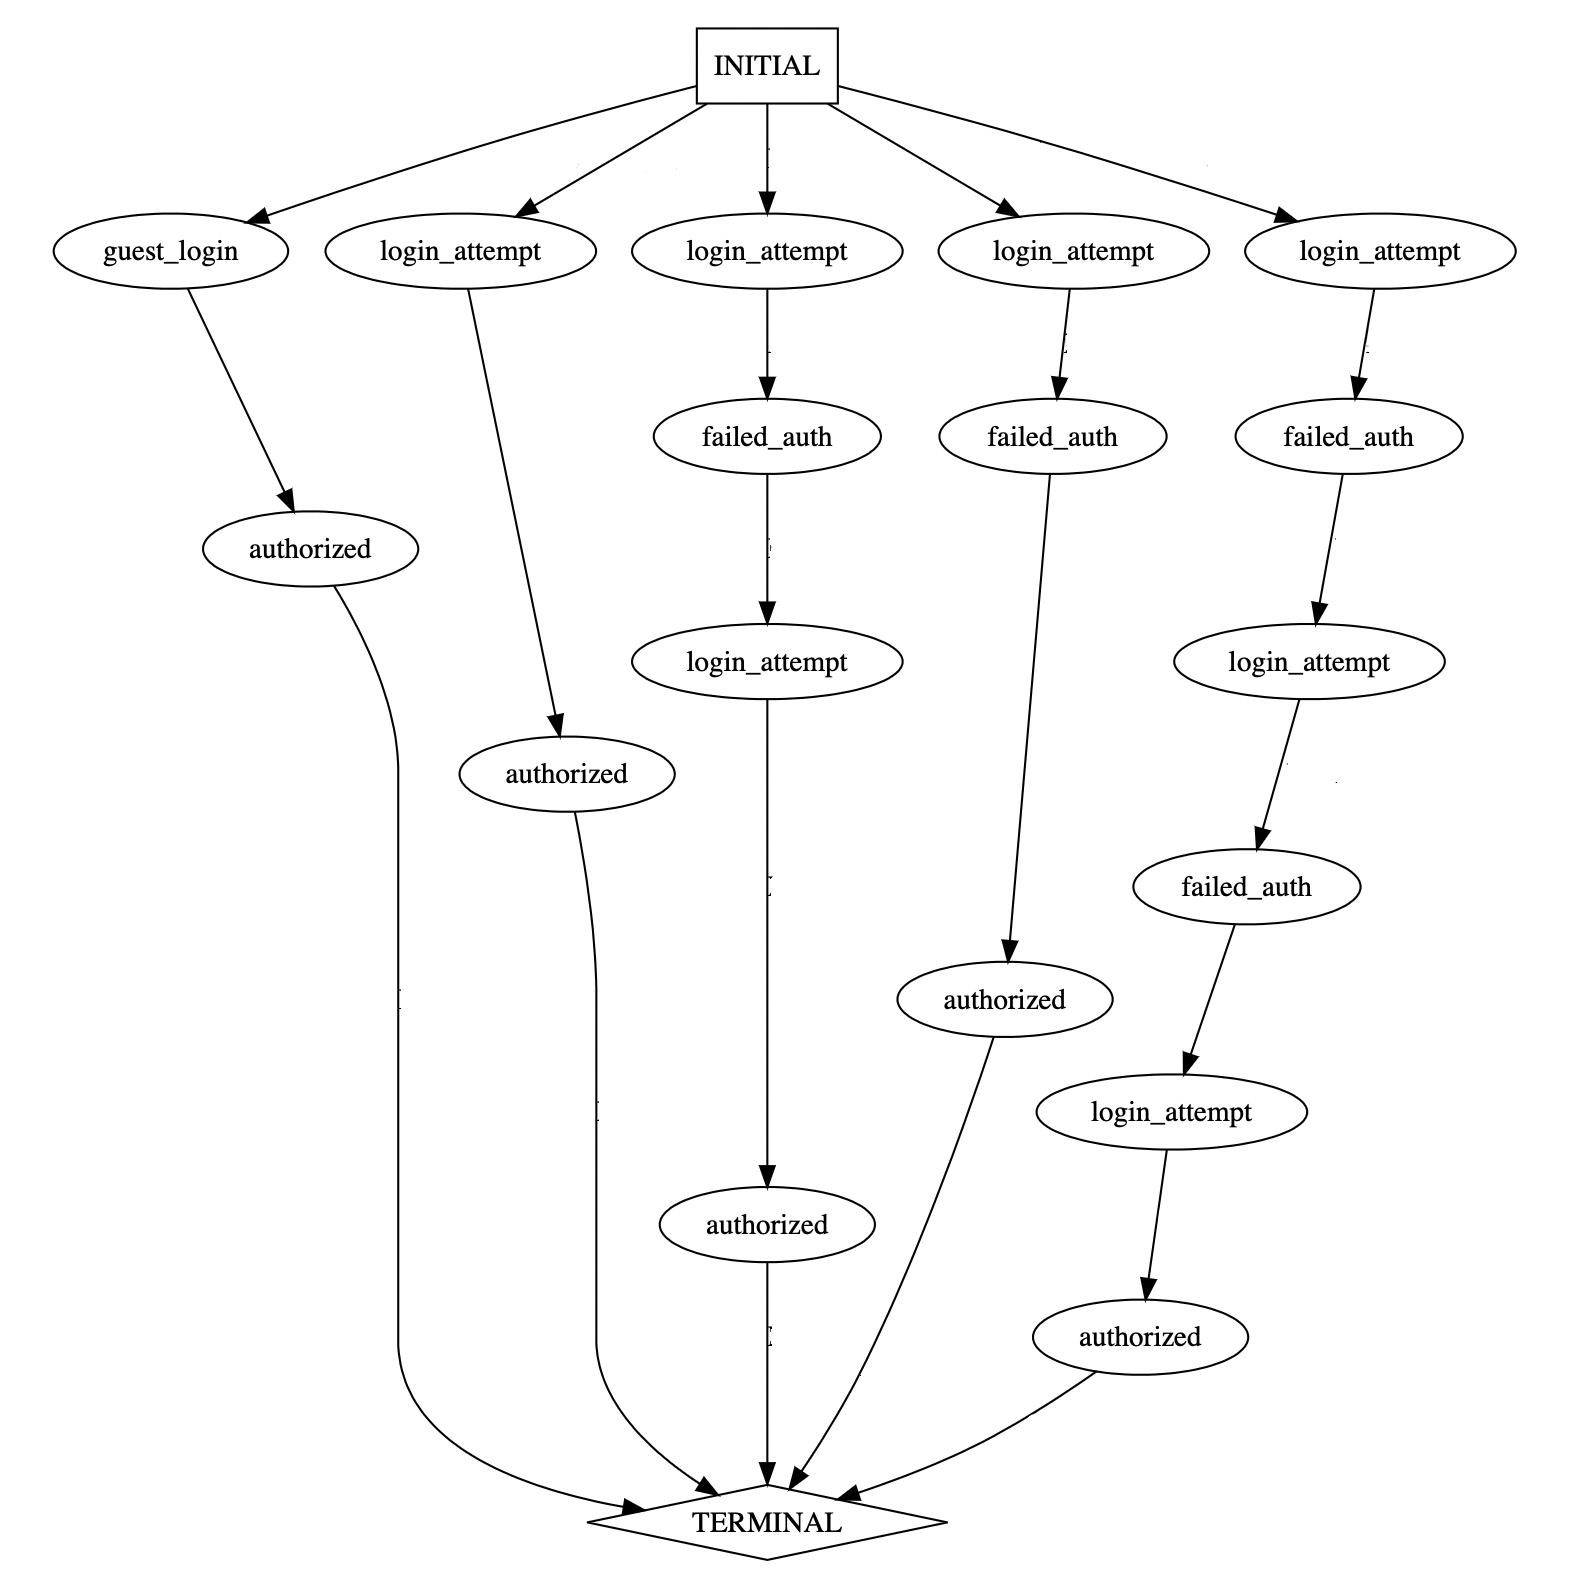 INITIAL
guest_login
login_attempt
login_attempt
login_attempt
login_attempt
failed_auth
failed_auth
failed_auth
authorized
login_attempt
login_attempt
authorized
failed_auth
authorized
login_attempt
authorized
authorized
TERMINAL